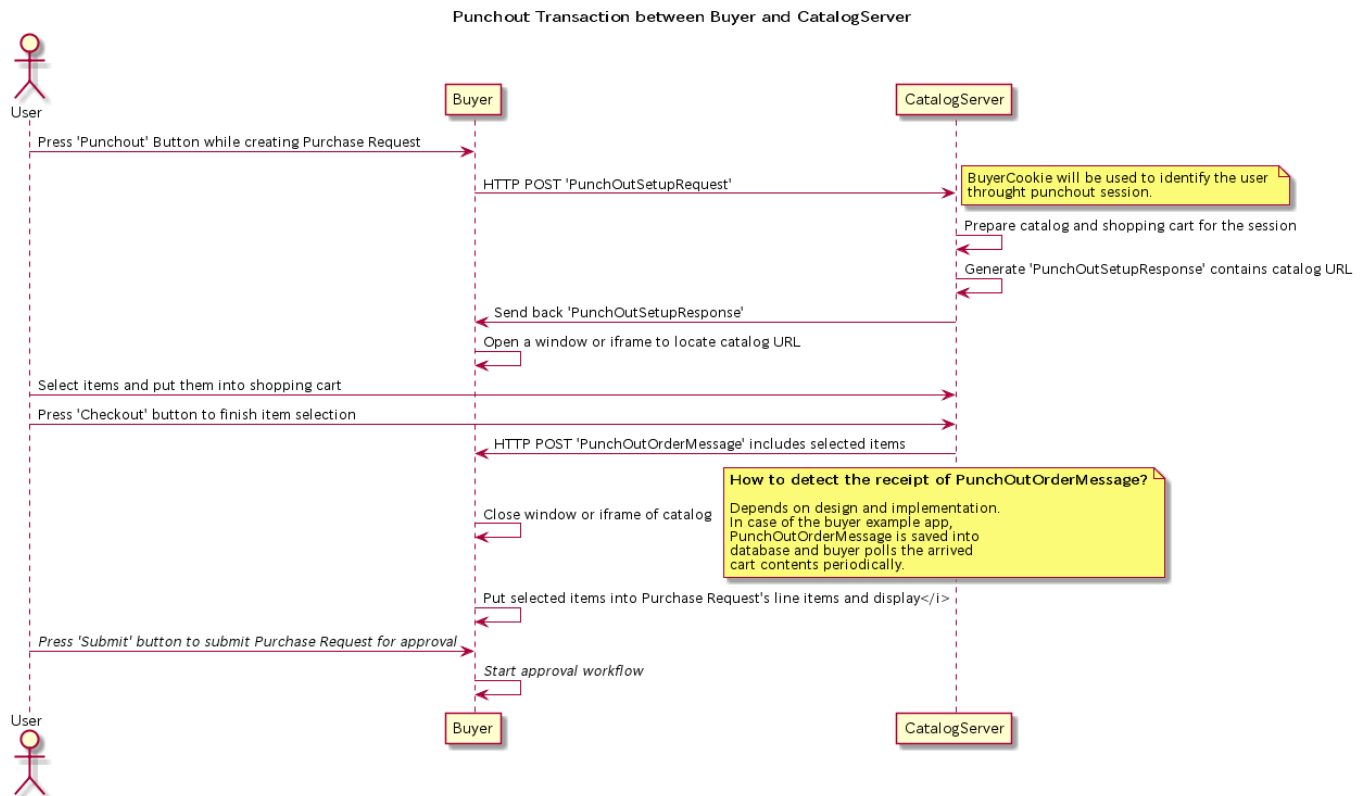 Punchout Transaction between Buyer and CatalogServer
User
Buyer
CatalogServer
Press 'Punchout' Button while creating Purchase Request
HTTP POST 'PunchOutSetupRequest'
BuyerCookie will be used to identify the user
throught punchout session.
Prepare catalog and shopping cart for the session
Generate 'PunchOutSetupResponse' contains catalog URL
Send back 'PunchOutSetupResponse'
Open a window or iframe to locate catalog URL
Select items and put them into shopping cart
Press 'Checkout' button to finish item selection
HTTP POST 'PunchOutOrderMessage' includes selected items
How to detect the receipt of PunchOutOrderMessage?
Depends on design and implementation.
In case of the buyer example app,
PunchOutOrderMessage is saved into
database and buyer polls the arrived
cart contents periodically.
Close window or iframe of catalog
Put selected items into Purchase Request's line items and display</i>
Press 'Submit' button to submit Purchase Request for approval
Start approval workflow
User
Buyer
CatalogServer